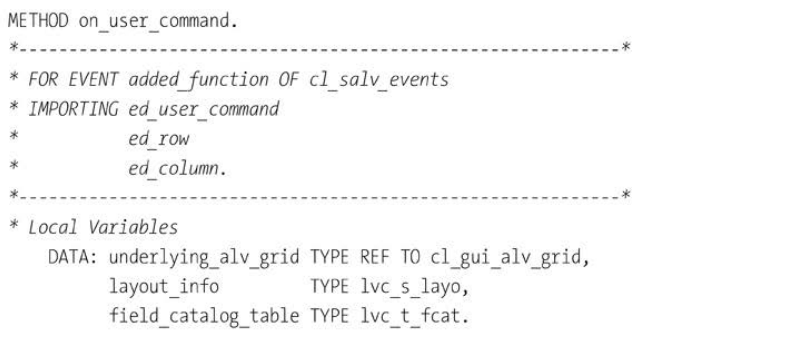 METHOD on_user_command.
*------------------------------------------------------------*
* FOR EVENT added_function OF cl_salv_events
* IMPORTING ed_user_command
*           ed_row
*           ed_column.
*------------------------------------------------------------*
* Local Variables
    DATA: underlying_alv_grid TYPE REF TO cl_gui_alv_grid,
          layout_info         TYPE lvc_s_layo,
          field_catalog_table TYPE lvc_t_fcat.